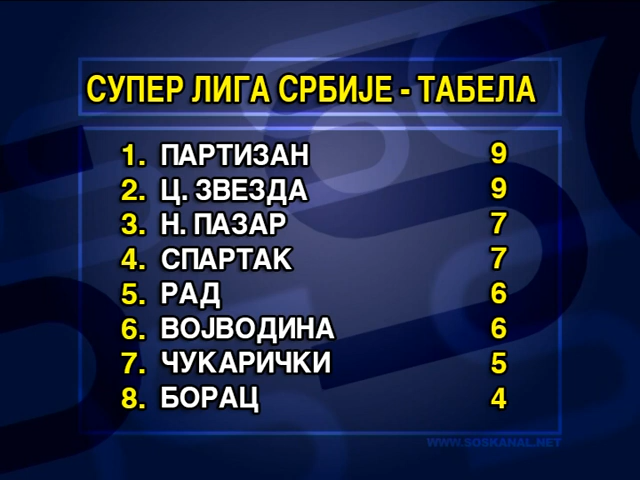 СУПЕР ЛИГА СРБИЈЕ - ТАБЕЛА
1. ПАРТИЗАН 9
2. Ц. ЗВЕЗДА 9
3. Н. ПАЗАР 7
4. СПАРТАК 7
5. РАД 6
6. ВОЈВОДИНА 6
7. ЧУКАРИЧКИ 5
8. БОРАЦ 4
WWW.SOSKANAL.NET